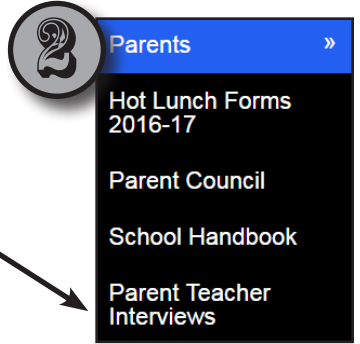 2
Parents »
Hot Lunch Forms
2016-17
Parent Council
School Handbook
Parent Teacher
Interviews